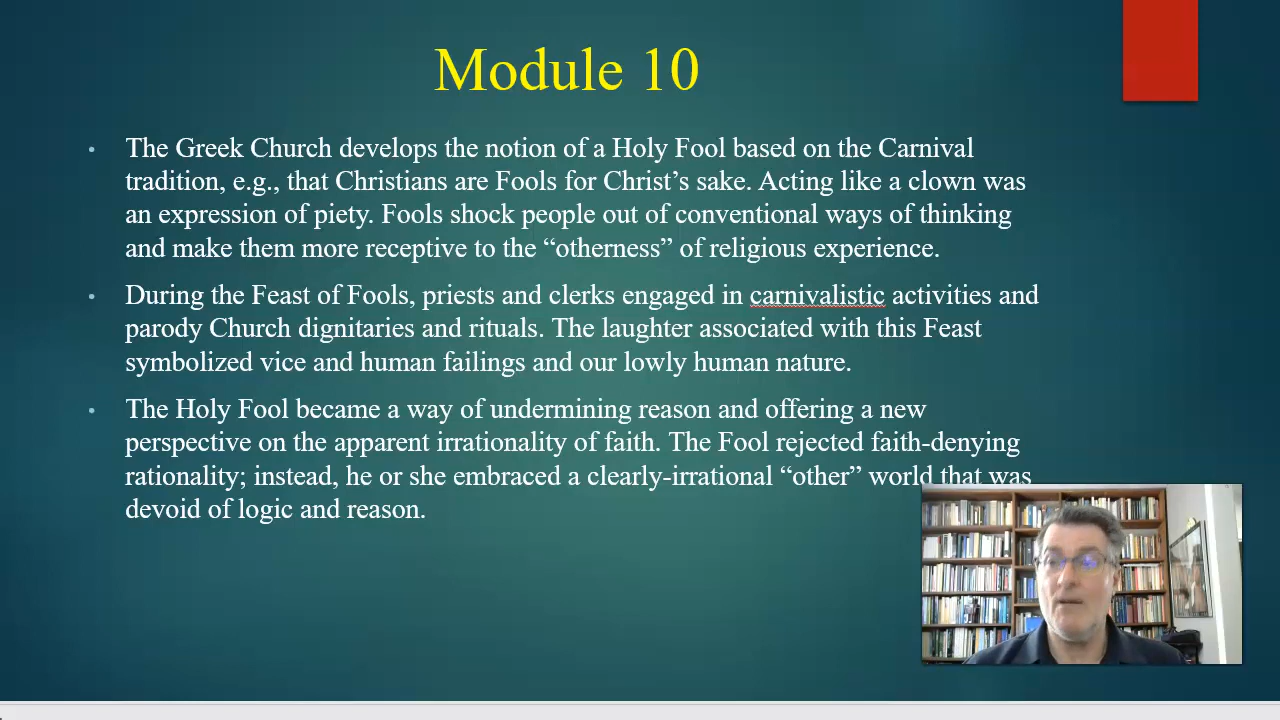 Module 10
• The Greek Church develops the notion of a Holy Fool based on the Carnival
tradition, e.g., that Christians are Fools for Christ’s sake. Acting like a clown was
an expression of piety. Fools shock people out of conventional ways of thinking
and make them more receptive to the “otherness” of religious experience.
• During the Feast of Fools, priests and clerks engaged in carnivalistic activities and
parody Church dignitaries and rituals. The laughter associated with this Feast
symbolized vice and human failings and our lowly human nature.
• The Holy Fool became a way of undermining reason and offering a new
perspective on the apparent irrationality of faith. The Fool rejected faith-denying
rationality; instead, he or she embraced a clearly-irrational “other” world that was
devoid of logic and reason.